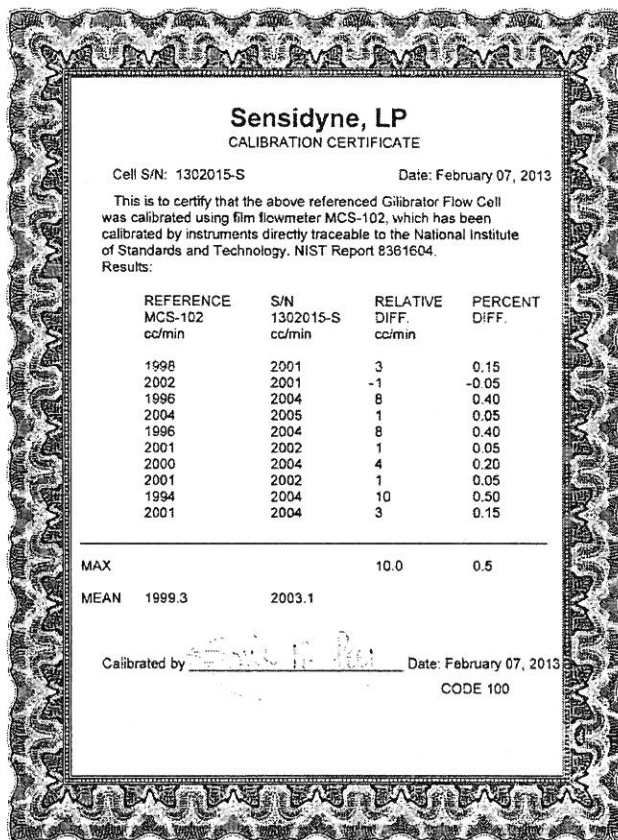 Sensidyne, LP
CALIBRATION CERTIFICATE
Cell S/N: 1302015-S Date: February 07, 2013
This is to certify that the above referenced Gilibrator Flow Cell
was calibrated using film flowmeter MCS-102, which has been
calibrated by instruments directly traceable to the National Institute
of Standards and Technology. NIST Report 8361604.
Results:
REFERENCE S/N RELATIVE PERCENT
MCS-102 1302015-S DIFF. DIFF.
cc/min cc/min cc/min
1998 2001 3 0.15
2002 2001 -1 -0.05
1996 2004 8 0.40
2004 2005 1 0.05
1996 2004 8 0.40
2001 2002 1 0.05
2000 2004 4 0.20
2001 2002 1 0.05
1994 2004 10 0.50
2001 2004 3 0.15
MAX 10.0 0.5
MEAN 1999.3 2003.1
Calibrated by Date: February 07, 2013
CODE 100